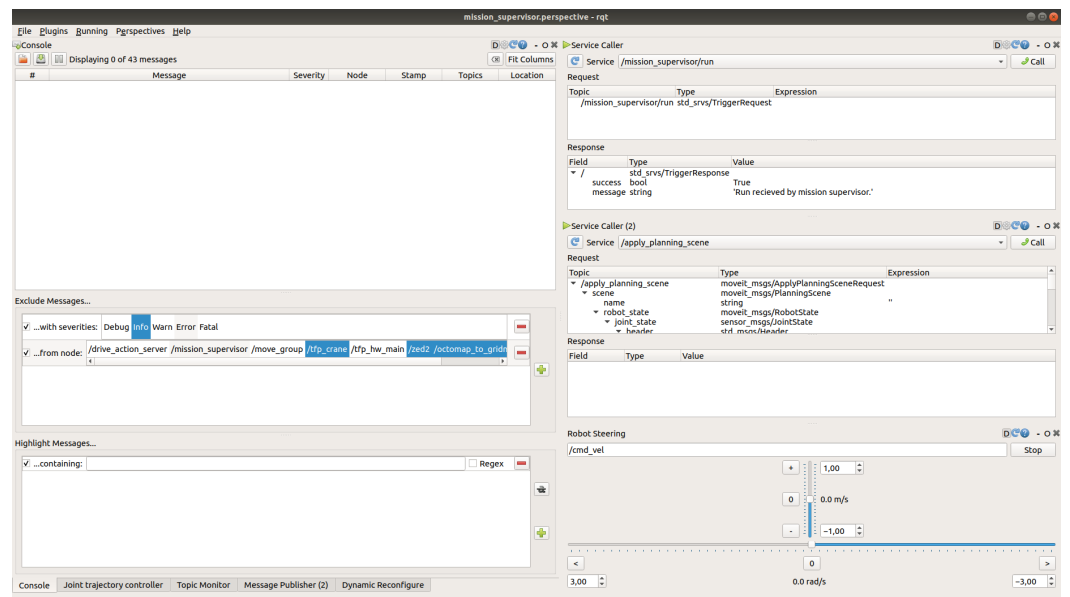 mission_supervisor.perspective - rqt
File Plugins Running Perspectives Help
Console
D - O ✖
Displaying 0 of 43 messages
Fit Columns
# Message Severity Node Stamp Topics Location
Exclude Messages...
...with severities: Debug Info Warn Error Fatal
...from node: /drive_action_server /mission_supervisor /move_group /tfp_crane /tfp_hw_main /zed2 /octomap_to_gridm
Highlight Messages...
...containing:
Regex
Console Joint trajectory controller Topic Monitor Message Publisher (2) Dynamic Reconfigure
Service Caller
D - O ✖
Service /mission_supervisor/run Call
Request
Topic Type Expression
/mission_supervisor/run std_srvs/TriggerRequest
Response
Field Type Value
/ std_srvs/TriggerResponse
success bool True
message string 'Run recieved by mission supervisor.'
Service Caller (2)
D - O ✖
Service /apply_planning_scene Call
Request
Topic Type Expression
/apply_planning_scene moveit_msgs/ApplyPlanningSceneRequest
scene moveit_msgs/PlanningScene
name string ''
robot_state moveit_msgs/RobotState
joint_state sensor_msgs/JointState
header std_msgs/Header
Response
Field Type Value
Robot Steering
D - O ✖
/cmd_vel Stop
+ 1,00
0 0.0 m/s
- −1,00
< 0 >
3,00 0.0 rad/s −3,00